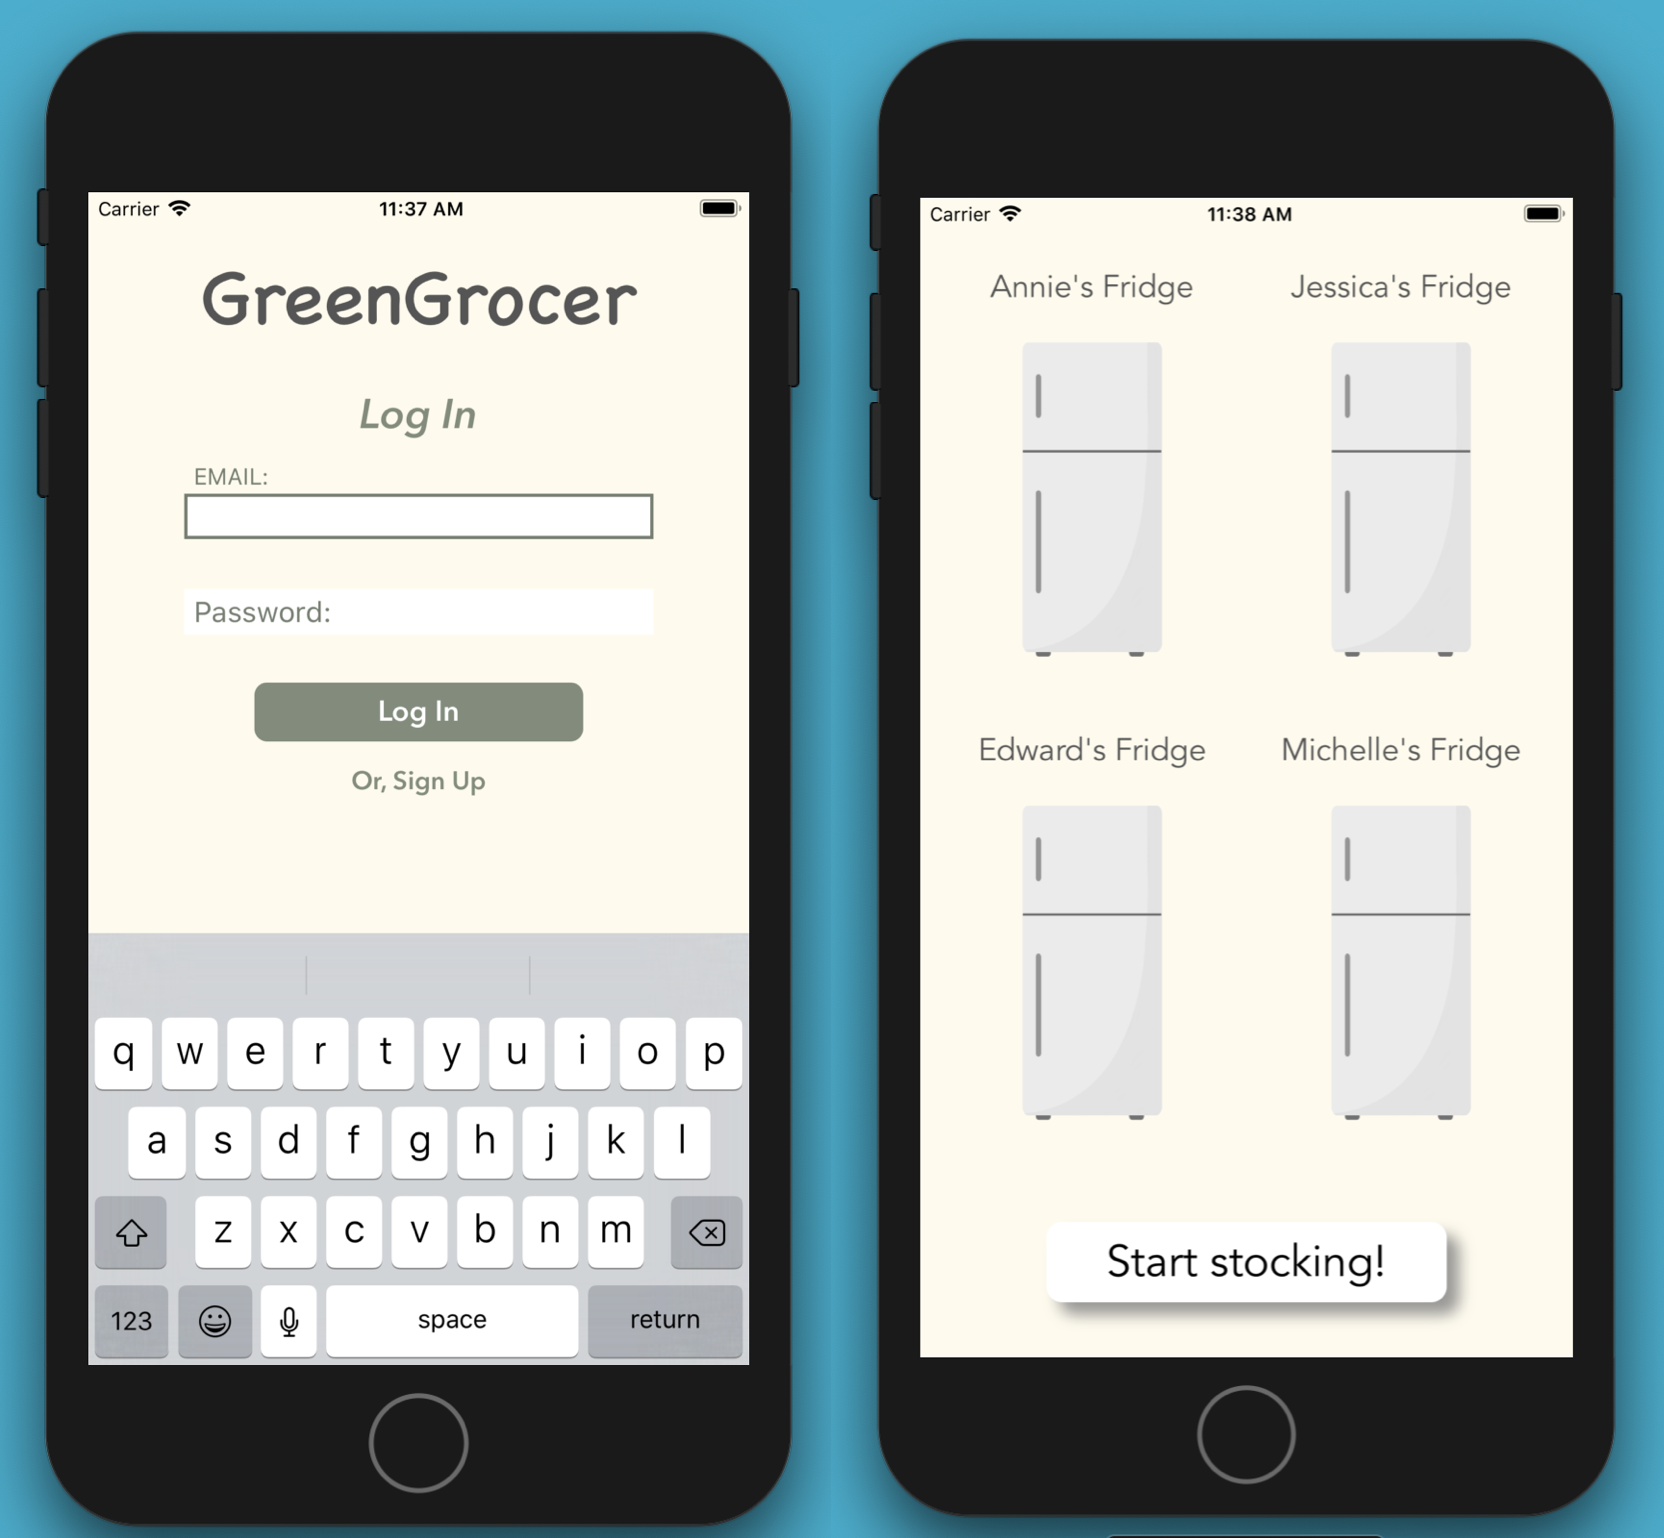 Carrier 11:37 AM
GreenGrocer
Log In
EMAIL:
Password:
Log In
Or, Sign Up
q w e r t y u i o p
a s d f g h j k l
z x c v b n m
123 space return
Carrier 11:38 AM
Annie's Fridge Jessica's Fridge
Edward's Fridge Michelle's Fridge
Start stocking!